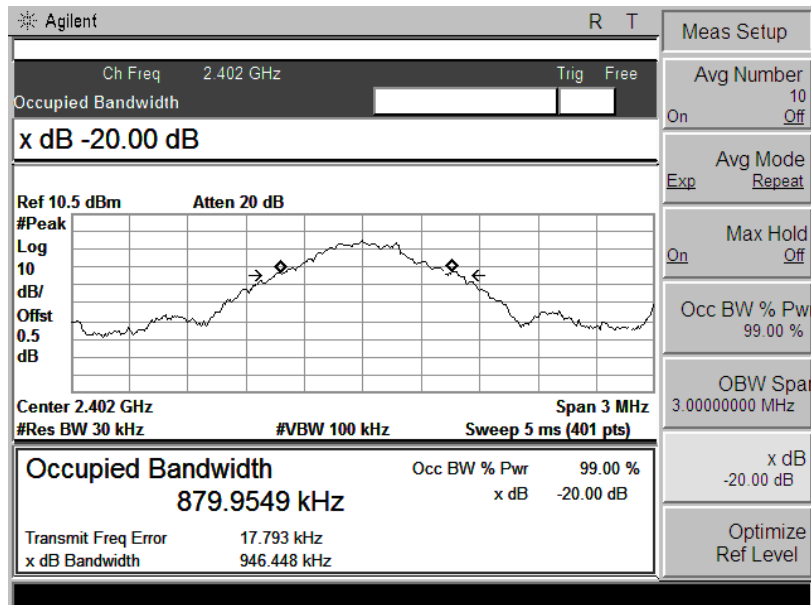 Agilent R T
Ch Freq 2.402 GHz Trig Free
Occupied Bandwidth
x dB -20.00 dB
Ref 10.5 dBm Atten 20 dB
#Peak
Log
10
dB/
Offst
0.5
dB
Center 2.402 GHz Span 3 MHz
#Res BW 30 kHz #VBW 100 kHz Sweep 5 ms (401 pts)
Occupied Bandwidth Occ BW % Pwr 99.00 %
879.9549 kHz x dB -20.00 dB
Transmit Freq Error 17.793 kHz
x dB Bandwidth 946.448 kHz
Meas Setup
Avg Number
10
On Off
Avg Mode
Exp Repeat
Max Hold
On Off
Occ BW % Pwr
99.00 %
OBW Span
3.00000000 MHz
x dB
-20.00 dB
Optimize
Ref Level